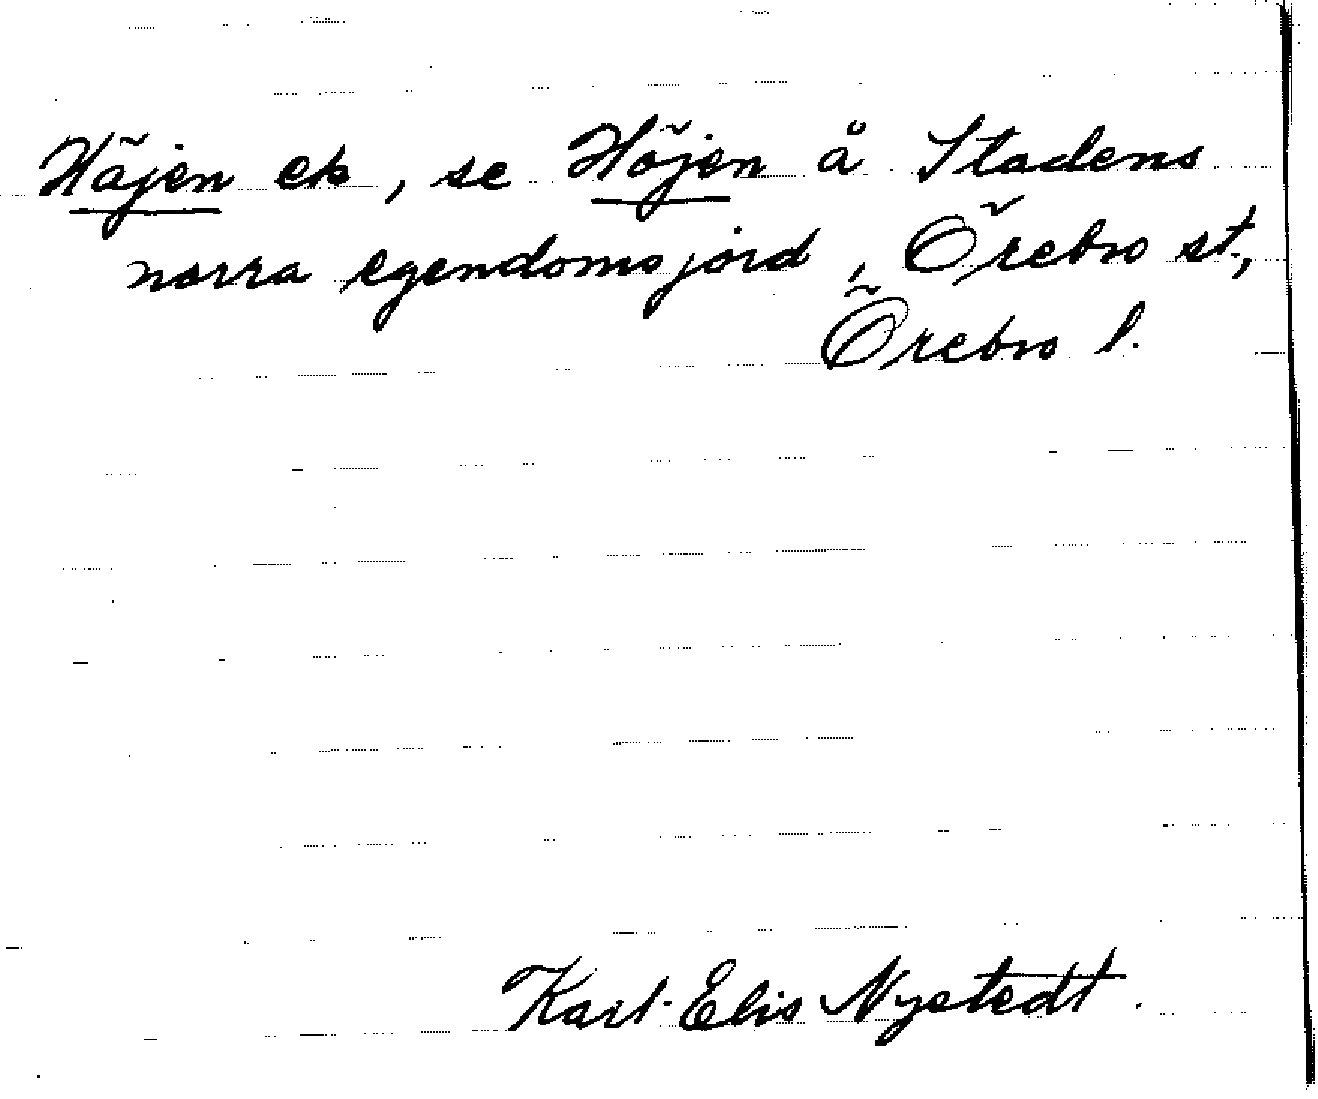 Häjen ek, se Höjen å Stadens
norra egendomsjord, Örebro st,
Örebro l.
Karl-Elis Nystedt.